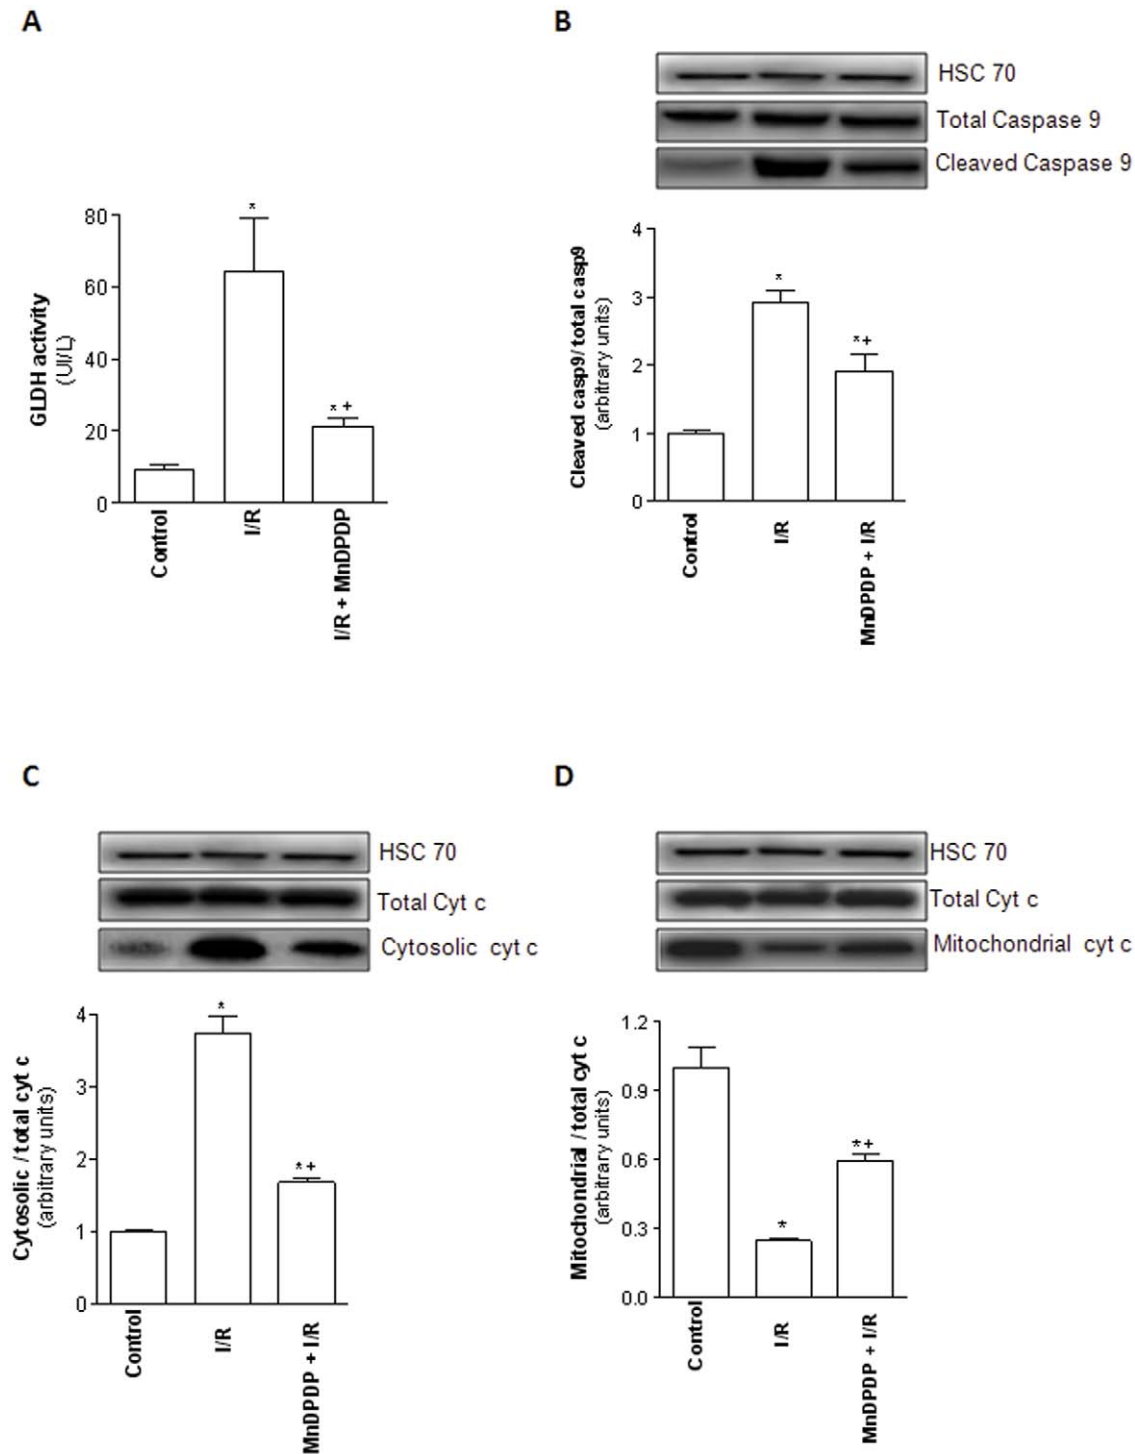 A
80
60
40
20
0
GLDH activity
(UI/L)
*
* +
Control
I/R
I/R + MnDPDP
B
HSC 70
Total Caspase 9
Cleaved Caspase 9
4
3
2
1
0
Cleaved casp9/total casp9
(arbitrary units)
*
*+
Control
I/R
MnDPDP + I/R
C
HSC 70
Total Cyt c
Cytosolic cyt c
4
3
2
1
0
Cytosolic / total cyt c
(arbitrary units)
*
*+
Control
I/R
MnDPDP + I/R
D
HSC 70
Total Cyt c
Mitochondrial cyt c
1.2
0.9
0.6
0.3
0.0
Mitochondrial / total cyt c
(arbitrary units)
*
*+
Control
I/R
MnDPDP + I/R